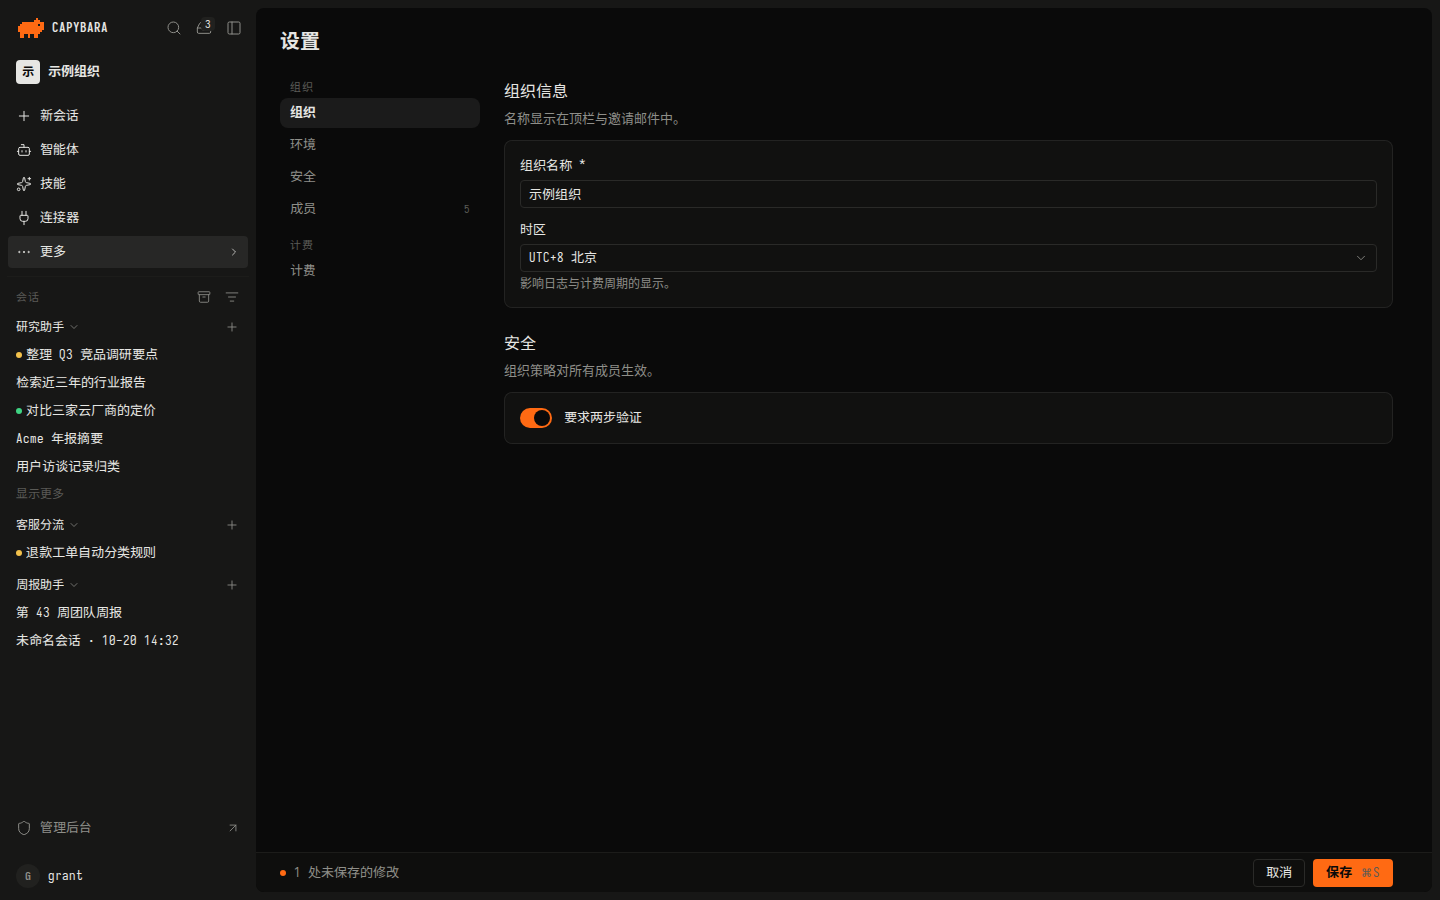 CAPYBARA
3
示 示例组织
新会话
智能体
技能
连接器
更多
会话
研究助手
整理 Q3 竞品调研要点
检索近三年的行业报告
对比三家云厂商的定价
Acme 年报摘要
用户访谈记录归类
显示更多
客服分流
退款工单自动分类规则
周报助手
第 43 周团队周报
未命名会话 · 10-20 14:32
管理后台
G grant
设置
组织
组织
环境
安全
成员 5
计费
计费
组织信息
名称显示在顶栏与邀请邮件中。
组织名称 *
示例组织
时区
UTC+8 北京
影响日志与计费周期的显示。
安全
组织策略对所有成员生效。
要求两步验证
1 处未保存的修改
取消
保存 ⌘S